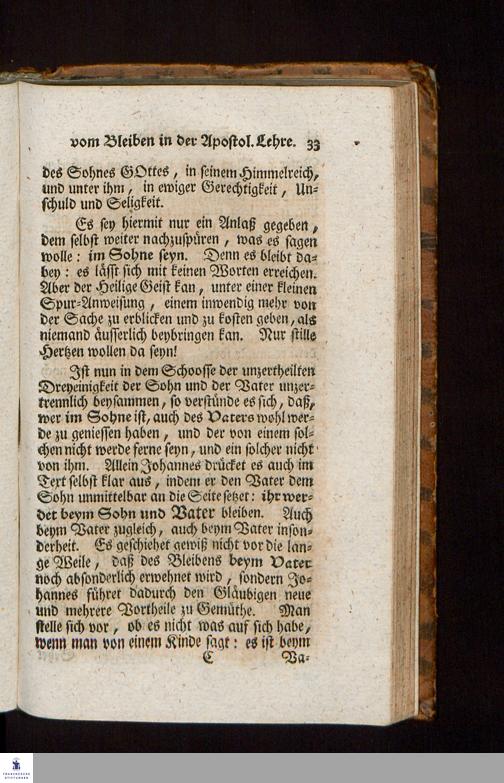 vom Bleiben in der Apostol. Lehre. 33
des Sohnes GOttes, in seinem Himmelreich,
und unter ihm, in ewiger Gerechtigkeit, Un-
schuld und Seligkeit.
Es sey hiermit nur ein Anlaß gegeben,
dem selbst weiter nachzuspüren, was es sagen
wolle: im Sohne seyn. Denn es bleibt da-
bey: es lässt sich mit keinen Worten erreichen.
Aber der Heilige Geist kan, unter einer kleinen
Spur-Anweisung, einem inwendig mehr von
der Sache zu erblicken und zu kosten geben, als
niemand äusserlich beybringen kan. Nur stille
Hertzen wollen da seyn!
Ist nun in dem Schoosse der unzertheilten
Dreyeinigkeit der Sohn und der Vater unzer-
trennlich beysammen, so verstünde es sich, daß,
wer im Sohne ist, auch des Vaters wohl wer-
de zu geniessen haben, und der von einem sol-
chen nicht werde ferne seyn, und ein solcher nicht
von ihm. Allein Johannes drücket es auch im
Text selbst klar aus, indem er den Vater dem
Sohn unmittelbar an die Seite setzet: ihr wer-
det beym Sohn und Vater bleiben. Auch
beym Vater zugleich, auch beym Vater inson-
derheit. Es geschiehet gewiß nicht vor die lan-
ge Weile, daß des Bleibens beym Vater
noch absonderlich erwehnet wird, sondern Jo-
hannes führet dadurch den Gläubigen neue
und mehrere Vortheile zu Gemüthe. Man
stelle sich vor, ob es nicht was auf sich habe,
wenn man von einem Kinde sagt: es ist beym
C Va-
FRANCKESCHE
STIFTUNGEN